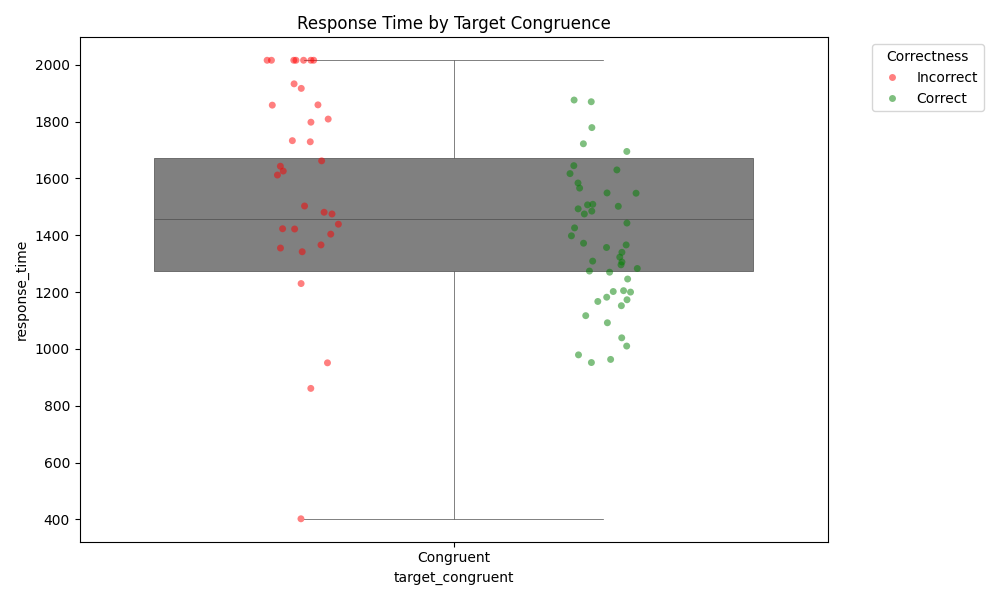 Response Time by Target Congruence
Correctness
Incorrect
Correct
response_time
2000
1800
1600
1400
1200
1000
800
600
400
Congruent
target_congruent